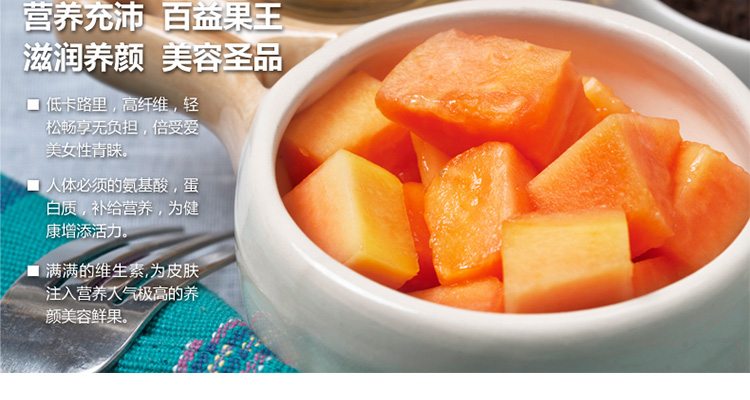 营养充沛 百益果王
滋润养颜 美容圣品
■ 低卡路里，高纤维，轻
松畅享无负担，倍受爱
美女性青睐。
■ 人体必须的氨基酸，蛋
白质，补给营养，为健
康增添活力。
■ 满满的维生素,为皮肤
注入营养人气极高的养
颜美容鲜果。